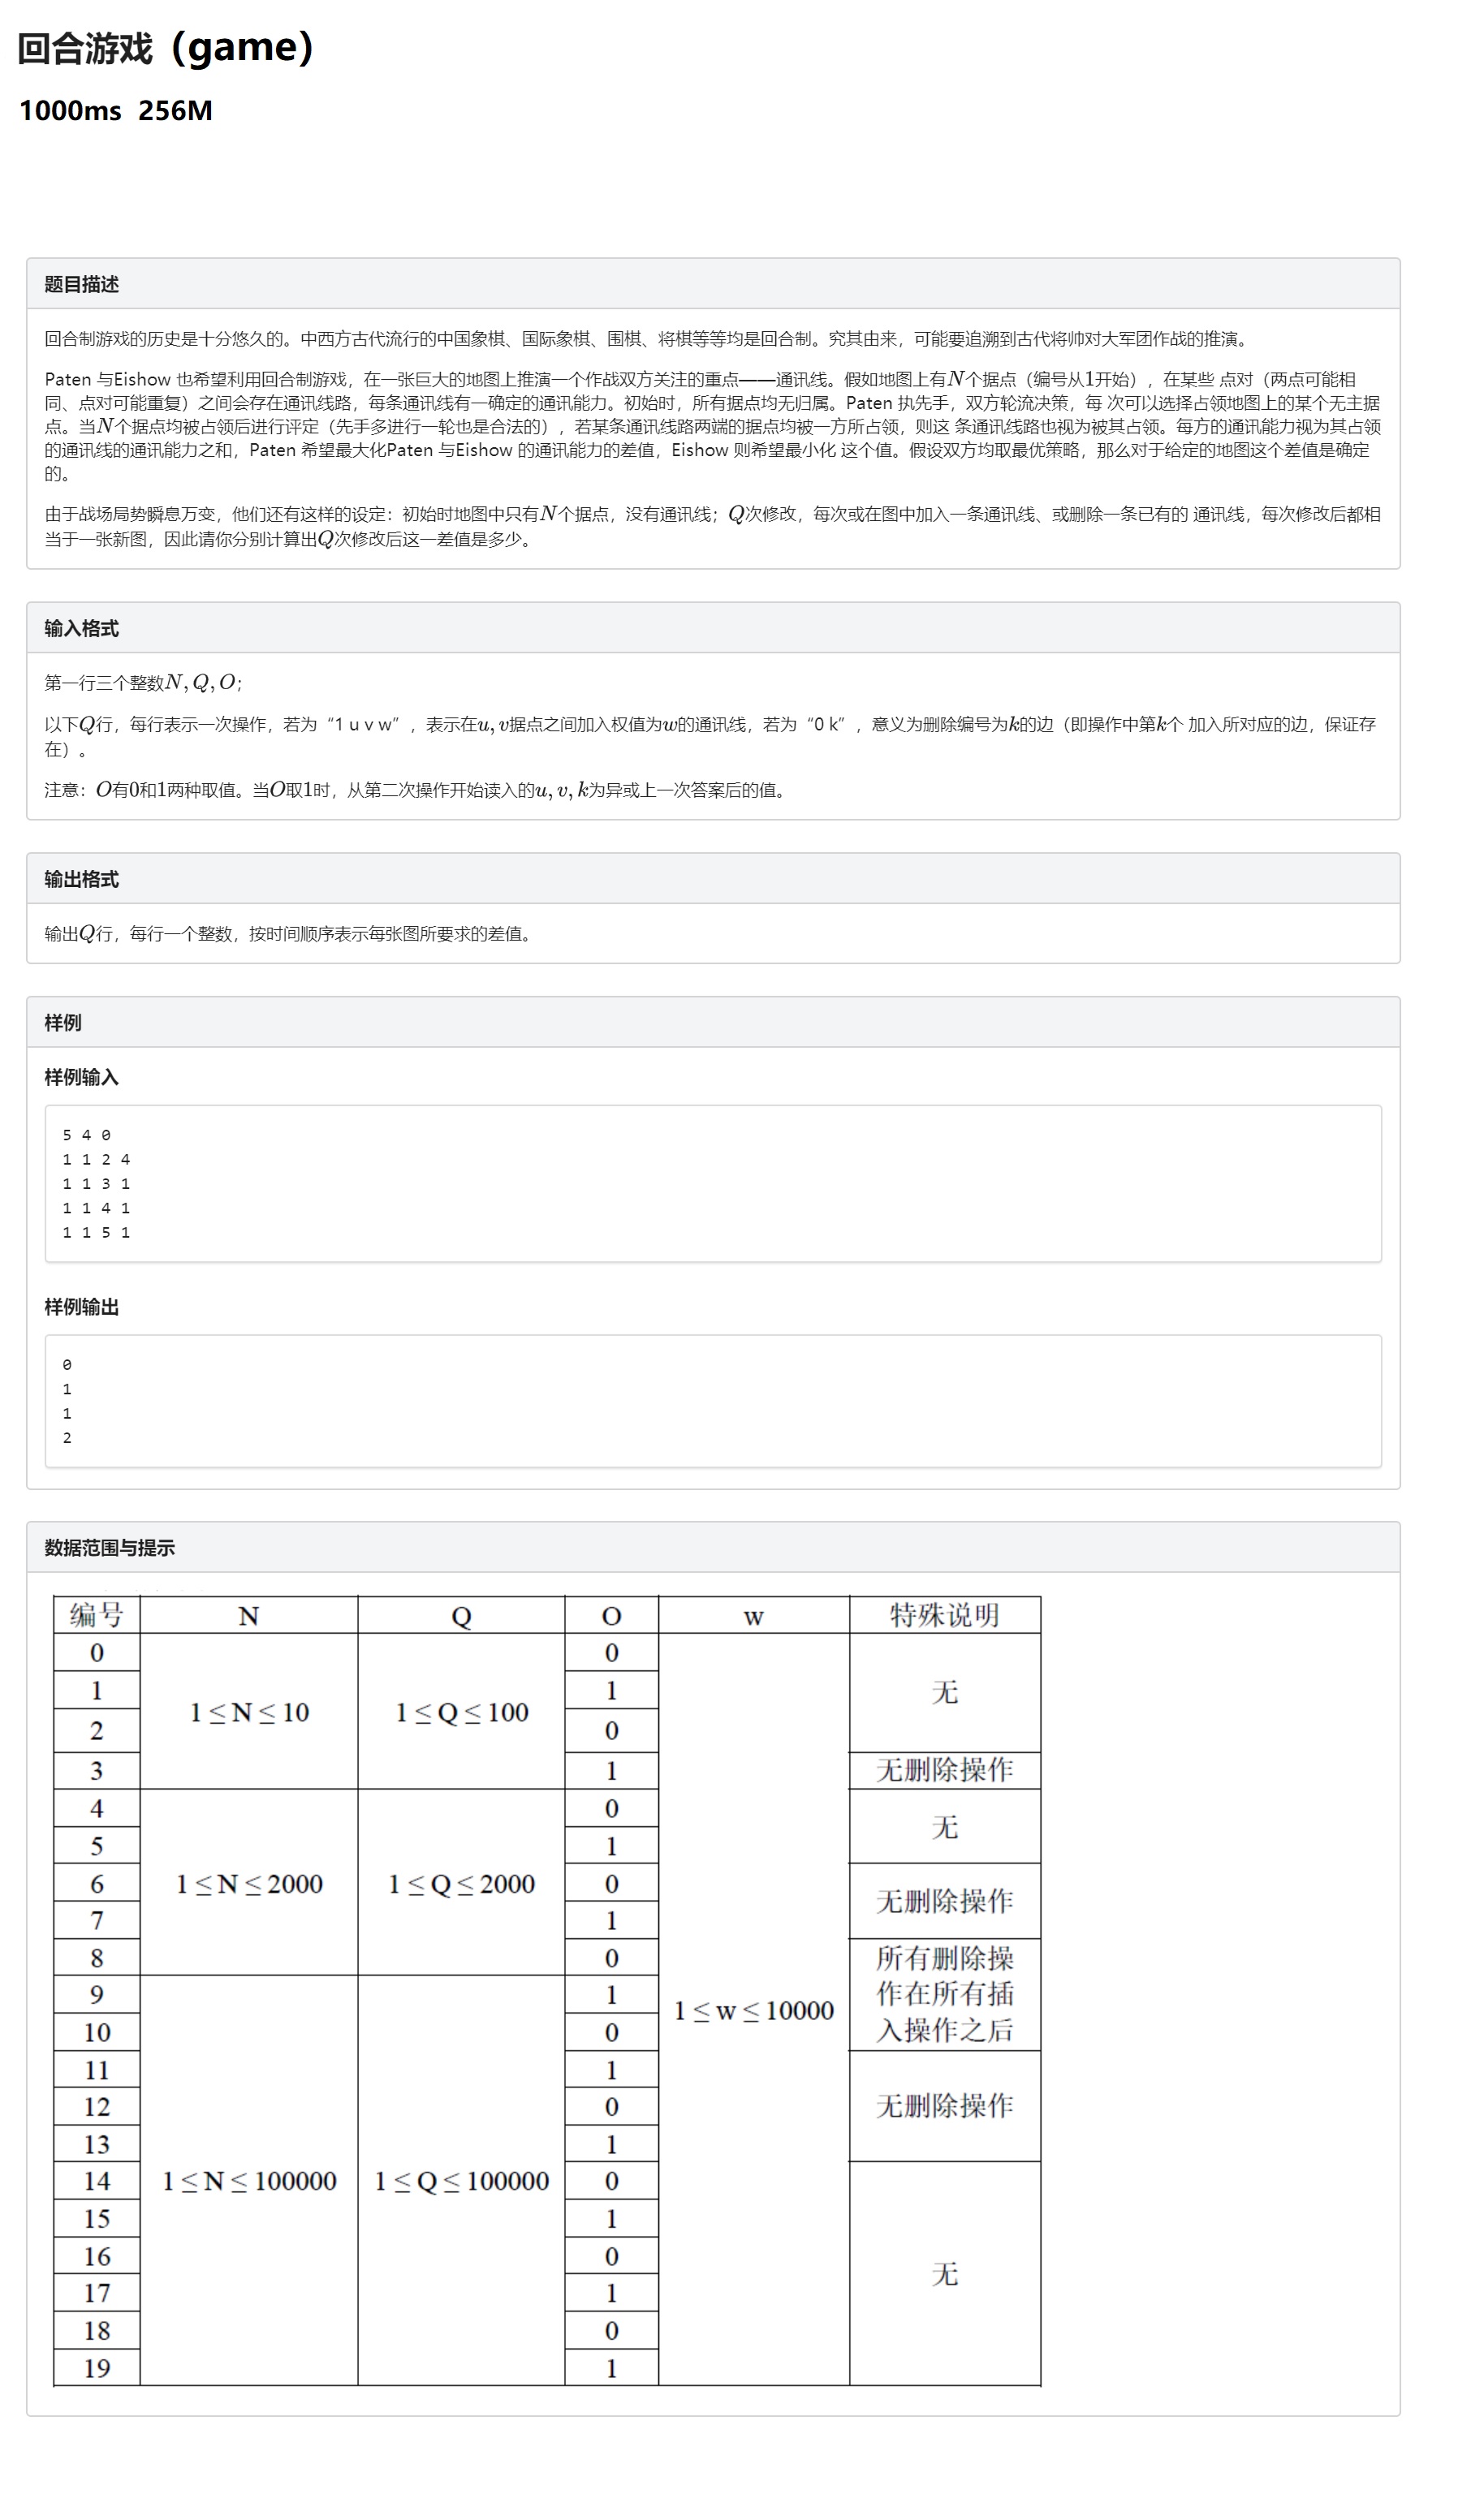 回合游戏（game）
1000ms 256M
题目描述
回合制游戏的历史是十分悠久的。中西方古代流行的中国象棋、国际象棋、围棋、将棋等等均是回合制。究其由来，可能要追溯到古代将帅对大军团作战的推演。
Paten 与Eishow 也希望利用回合制游戏，在一张巨大的地图上推演一个作战双方关注的重点——通讯线。假如地图上有N个据点（编号从1开始），在某些 点对（两点可能相
同、点对可能重复）之间会存在通讯线路，每条通讯线有一确定的通讯能力。初始时，所有据点均无归属。Paten 执先手，双方轮流决策，每 次可以选择占领地图上的某个无主据
点。当N个据点均被占领后进行评定（先手多进行一轮也是合法的），若某条通讯线路两端的据点均被一方所占领，则这 条通讯线路也视为被其占领。每方的通讯能力视为其占领
的通讯线的通讯能力之和，Paten 希望最大化Paten 与Eishow 的通讯能力的差值，Eishow 则希望最小化 这个值。假设双方均取最优策略，那么对于给定的地图这个差值是确定
的。
由于战场局势瞬息万变，他们还有这样的设定：初始时地图中只有N个据点，没有通讯线；Q次修改，每次或在图中加入一条通讯线、或删除一条已有的 通讯线，每次修改后都相
当于一张新图，因此请你分别计算出Q次修改后这一差值是多少。
输入格式
第一行三个整数N, Q, O；
以下Q行，每行表示一次操作，若为“1 u v w”，表示在u, v据点之间加入权值为w的通讯线，若为“0 k”，意义为删除编号为k的边（即操作中第k个 加入所对应的边，保证存
在）。
注意：O有0和1两种取值。当O取1时，从第二次操作开始读入的u, v, k为异或上一次答案后的值。
输出格式
输出Q行，每行一个整数，按时间顺序表示每张图所要求的差值。
样例
样例输入
5 4 0
1 1 2 4
1 1 3 1
1 1 4 1
1 1 5 1
样例输出
0
1
1
2
数据范围与提示
编号 N Q O w 特殊说明
0 0
1 1≤N≤10 1≤Q≤100 1 无
2 0
3 1 无删除操作
4 0
5 1 无
6 1≤N≤2000 1≤Q≤2000 0
7 1 无删除操作
8 0 所有删除操
9 1 作在所有插
1≤w≤10000
10 0 入操作之后
11 1
12 0 无删除操作
13 1
14 1≤N≤100000 1≤Q≤100000 0
15 1
16 0 无
17 1
18 0
19 1